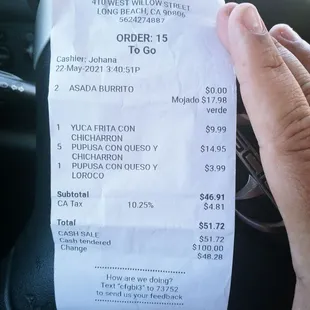 410 WEST WILLOW STREET
LONG BEACH, CA 90806
5624274887
ORDER: 15
To Go
Cashier: Johana
22-May-2021 3:40:51P
2 ASADA BURRITO $0.00
Mojado $17.98
verde
1 YUCA FRITA CON $9.99
CHICHARRON
5 PUPUSA CON QUESO Y $14.95
CHICHARRON
1 PUPUSA CON QUESO Y $3.99
LOROCO
Subtotal $46.91
CA Tax 10.25% $4.81
Total $51.72
CASH SALE $51.72
Cash tendered $100.00
Change $48.28
How are we doing?
Text "cfgbi3" to 73752
to send us your feedback